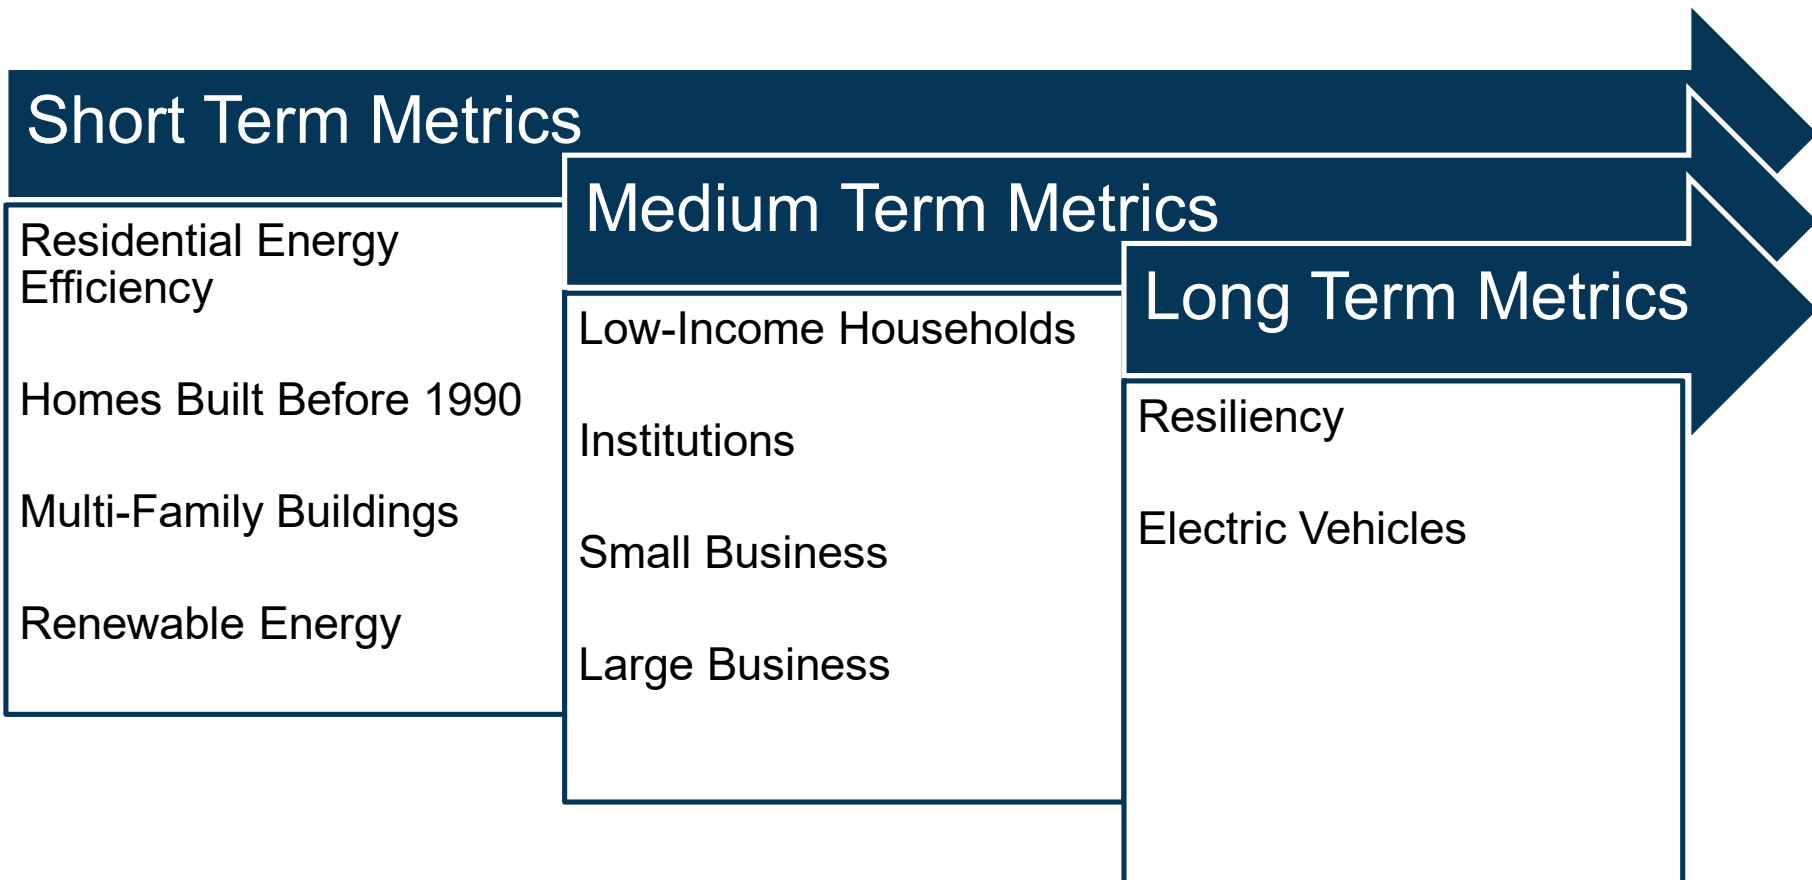 Short Term Metrics
Residential Energy
Efficiency
Homes Built Before 1990
Multi-Family Buildings
Renewable Energy
Medium Term Metrics
Low-Income Households
Institutions
Small Business
Large Business
Long Term Metrics
Resiliency
Electric Vehicles